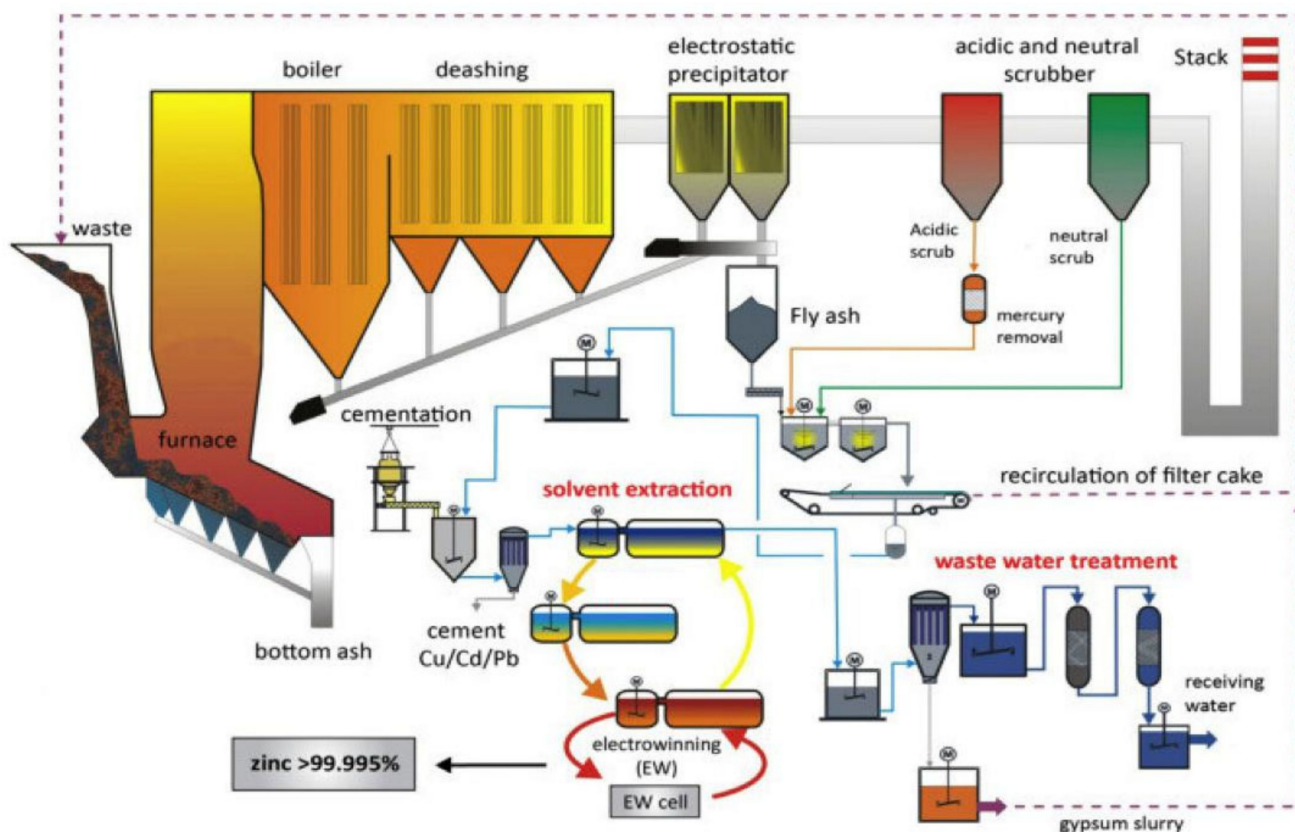 boiler
deashing
electrostatic
precipitator
acidic and neutral
scrubber
Stack
waste
Acidic
scrub
neutral
scrub
Fly ash
mercury
removal
M
cementation
M
M
furnace
recirculation of filter cake
solvent extraction
M
M
waste water treatment
M
M
cement
Cu/Cd/Pb
bottom ash
M
M
receiving
water
M
electrowinning
(EW)
zinc >99.995%
EW cell
M
gypsum slurry